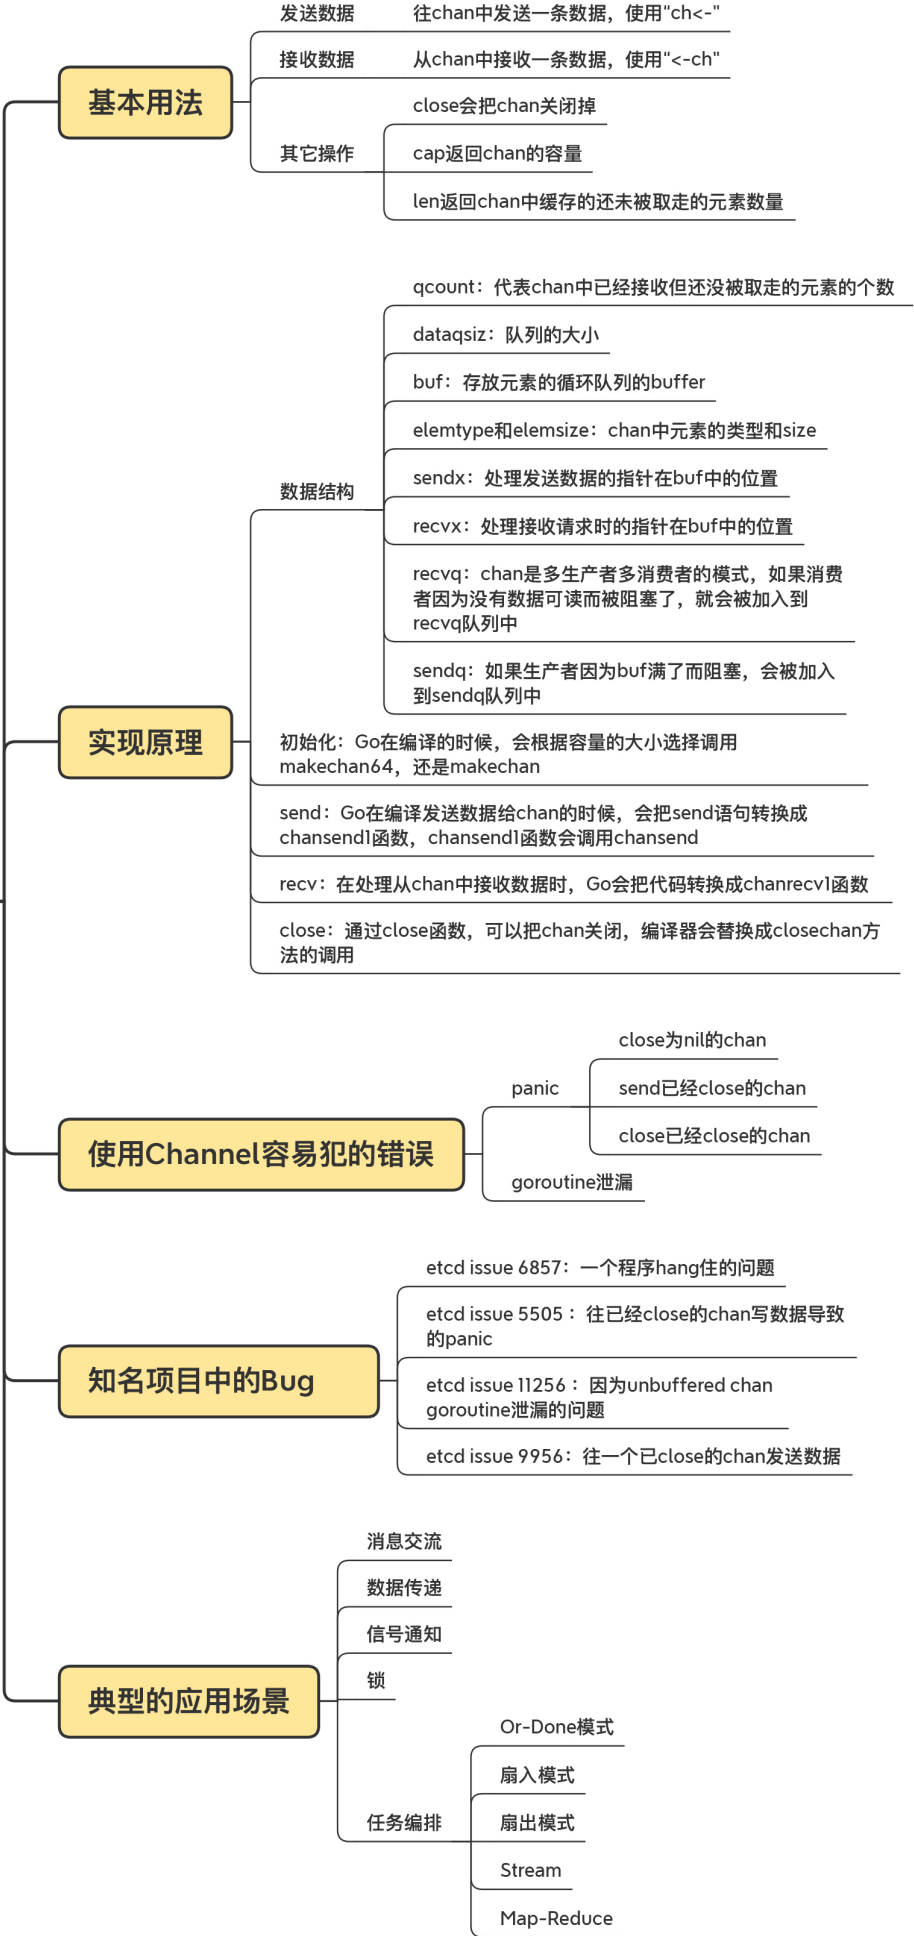 基本用法
发送数据
往chan中发送一条数据，使用“ch<-”
接收数据
从chan中接收一条数据，使用“<-ch”
其它操作
close会把chan关闭掉
cap返回chan的容量
len返回chan中缓存的还未被取走的元素数量
实现原理
数据结构
qcount：代表chan中已经接收但还没被取走的元素的个数
dataqsiz：队列的大小
buf：存放元素的循环队列的buffer
elemtype和elemsize：chan中元素的类型和size
sendx：处理发送数据的指针在buf中的位置
recvx：处理接收请求时的指针在buf中的位置
recvq：chan是多生产者多消费者的模式，如果消费
者因为没有数据可读而被阻塞了，就会被加入到
recvq队列中
sendq：如果生产者因为buf满了而阻塞，会被加入
到sendq队列中
初始化：Go在编译的时候，会根据容量的大小选择调用
makechan64，还是makechan
send：Go在编译发送数据给chan的时候，会把send语句转换成
chansend1函数，chansend1函数会调用chansend
recv：在处理从chan中接收数据时，Go会把代码转换成chanrecv1函数
close：通过close函数，可以把chan关闭，编译器会替换成closechan方
法的调用
使用Channel容易犯的错误
panic
close为nil的chan
send已经close的chan
close已经close的chan
goroutine泄漏
知名项目中的Bug
etcd issue 6857：一个程序hang住的问题
etcd issue 5505 ：往已经close的chan写数据导致
的panic
etcd issue 11256 ：因为unbuffered chan
goroutine泄漏的问题
etcd issue 9956：往一个已close的chan发送数据
典型的应用场景
消息交流
数据传递
信号通知
锁
任务编排
Or-Done模式
扇入模式
扇出模式
Stream
Map-Reduce